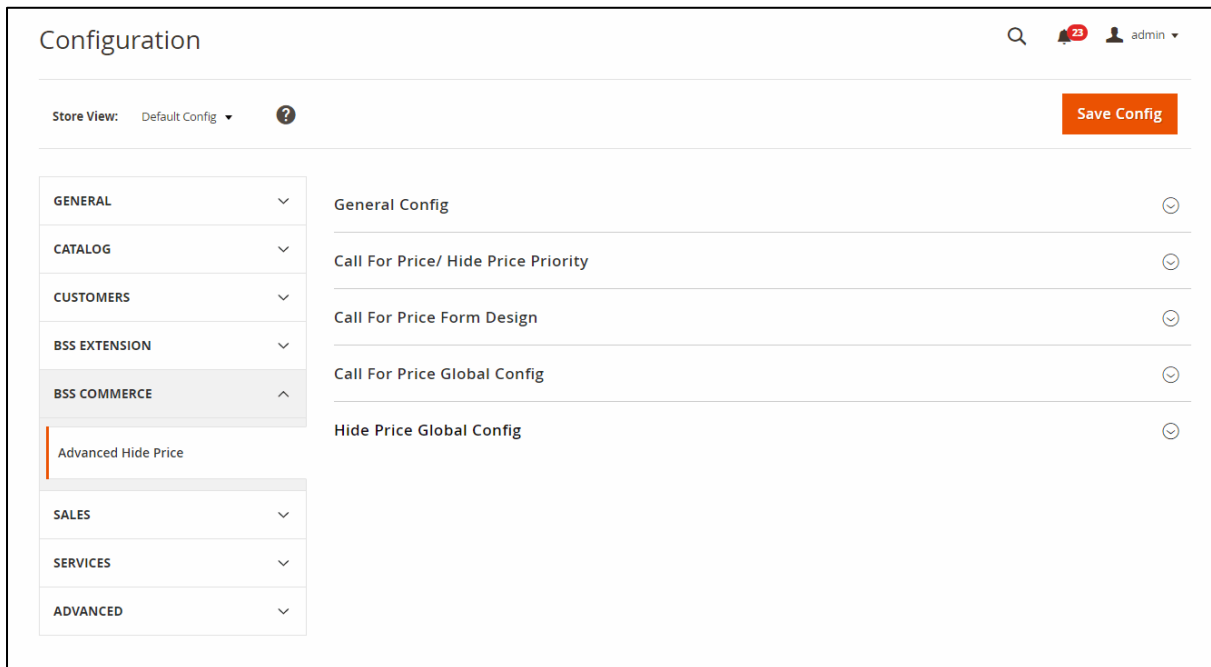 Configuration
23
admin
Store View:
Default Config
?
Save Config
GENERAL
CATALOG
CUSTOMERS
BSS EXTENSION
BSS COMMERCE
Advanced Hide Price
SALES
SERVICES
ADVANCED
General Config
Call For Price/ Hide Price Priority
Call For Price Form Design
Call For Price Global Config
Hide Price Global Config